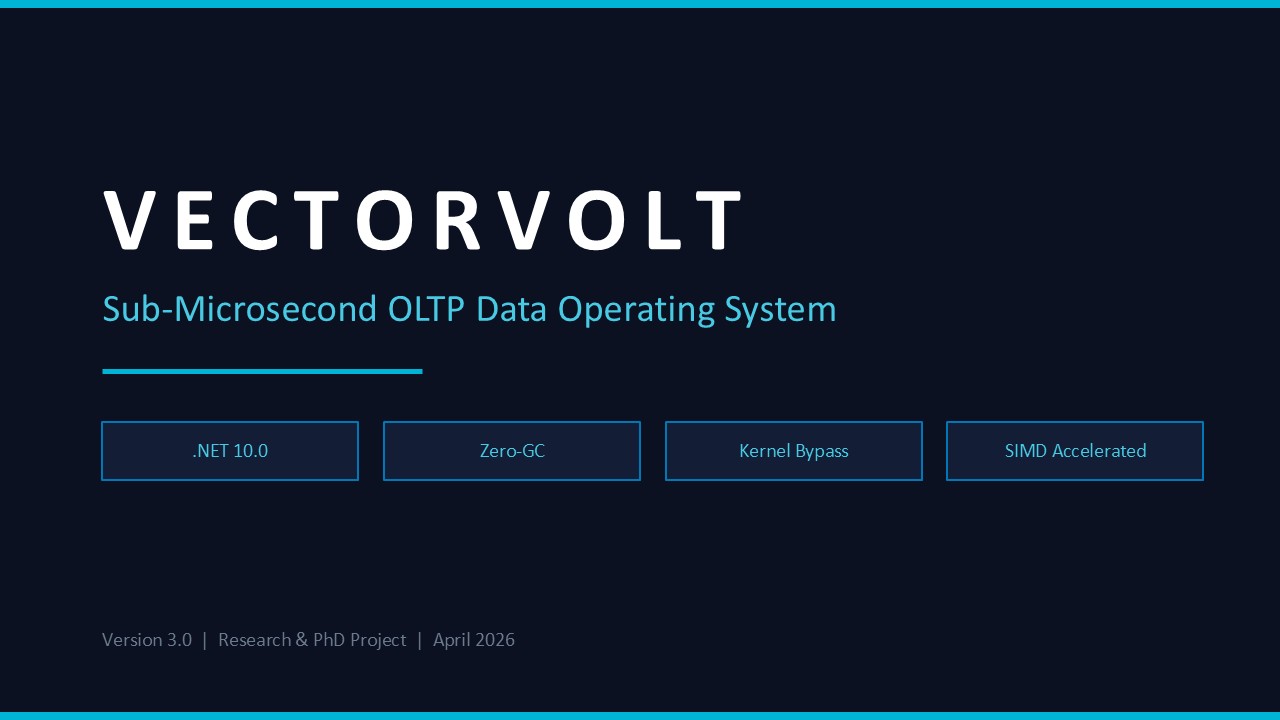 VECTORVOLT
Sub-Microsecond OLTP Data Operating System
.NET 10.0
Zero-GC
Kernel Bypass
SIMD Accelerated
Version 3.0 | Research & PhD Project | April 2026